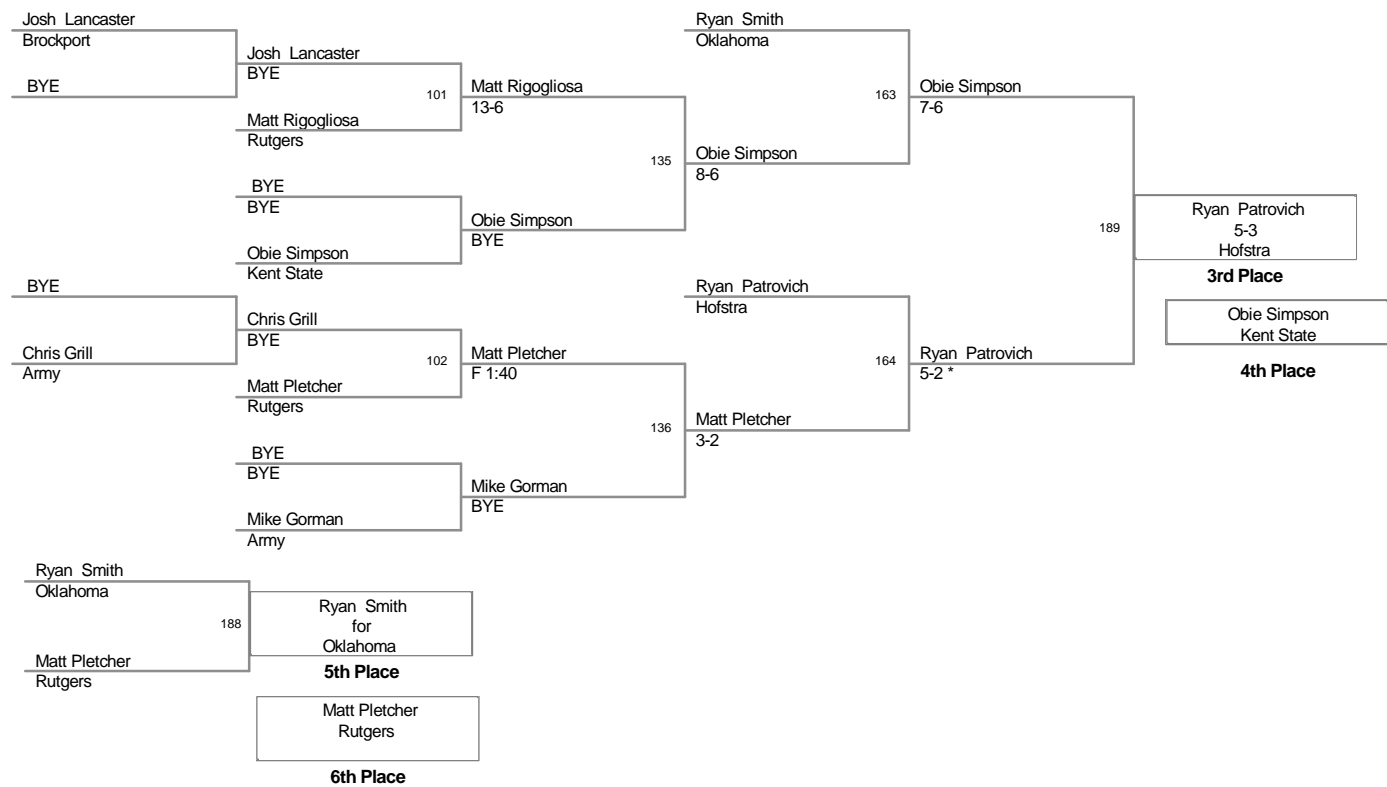 Josh Lancaster
Brockport
BYE
Josh Lancaster
BYE
101
Matt Rigogliosa
Rutgers
Matt Rigogliosa
13-6
BYE
BYE
Obie Simpson
Kent State
Obie Simpson
BYE
135
Obie Simpson
8-6
Ryan Smith
Oklahoma
163
Obie Simpson
7-6
BYE
Chris Grill
Army
Chris Grill
BYE
102
Matt Pletcher
Rutgers
Matt Pletcher
F 1:40
BYE
BYE
Mike Gorman
Army
Mike Gorman
BYE
136
Matt Pletcher
3-2
Ryan Patrovich
Hofstra
164
Ryan Patrovich
5-2 *
189
Ryan Patrovich
5-3
Hofstra
3rd Place
Obie Simpson
Kent State
4th Place
Ryan Smith
Oklahoma
188
Matt Pletcher
Rutgers
Ryan Smith
for
Oklahoma
5th Place
Matt Pletcher
Rutgers
6th Place